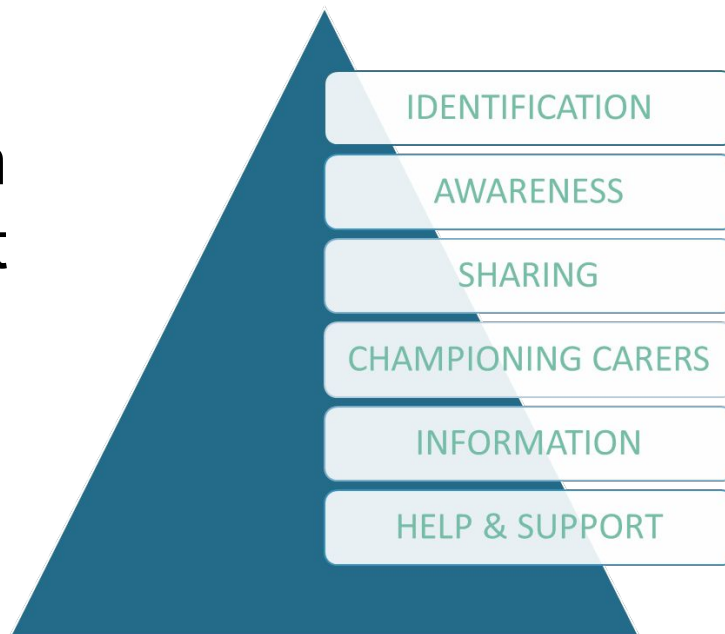 IDENTIFICATION
AWARENESS
SHARING
CHAMPIONING CARERS
INFORMATION
HELP & SUPPORT